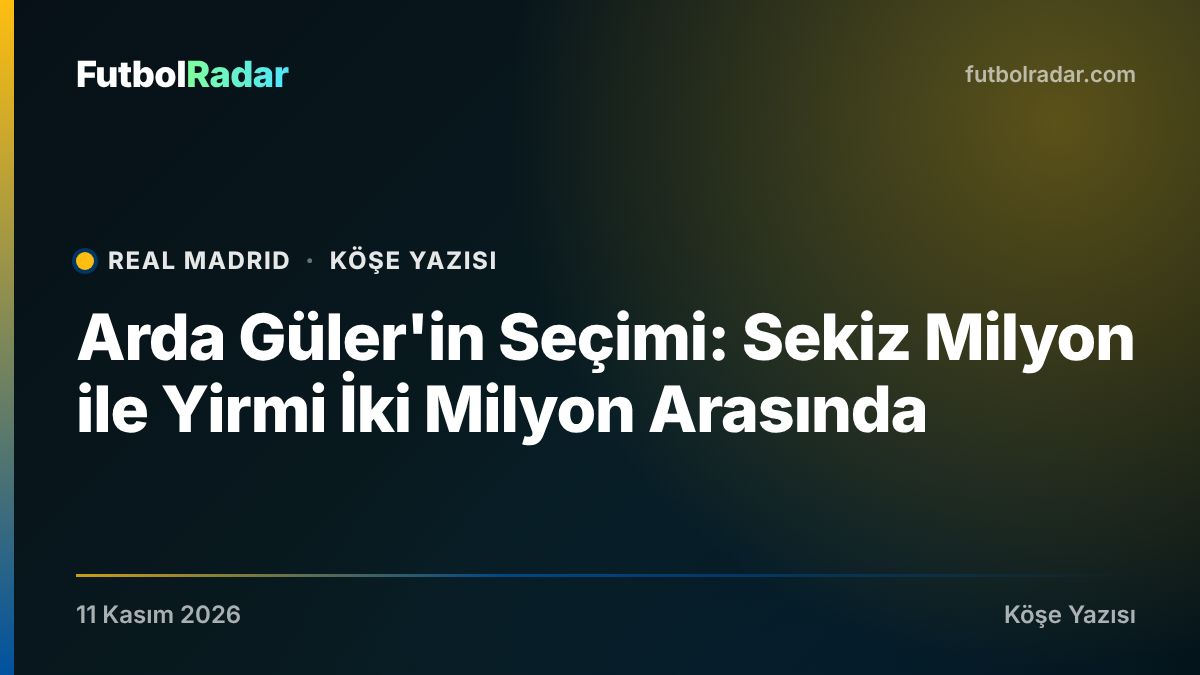 FutbolRadar
futbolradar.com
REAL MADRID · KÖŞE YAZISI
Arda Güler'in Seçimi: Sekiz Milyon
ile Yirmi İki Milyon Arasında
11 Kasım 2026
Köşe Yazısı